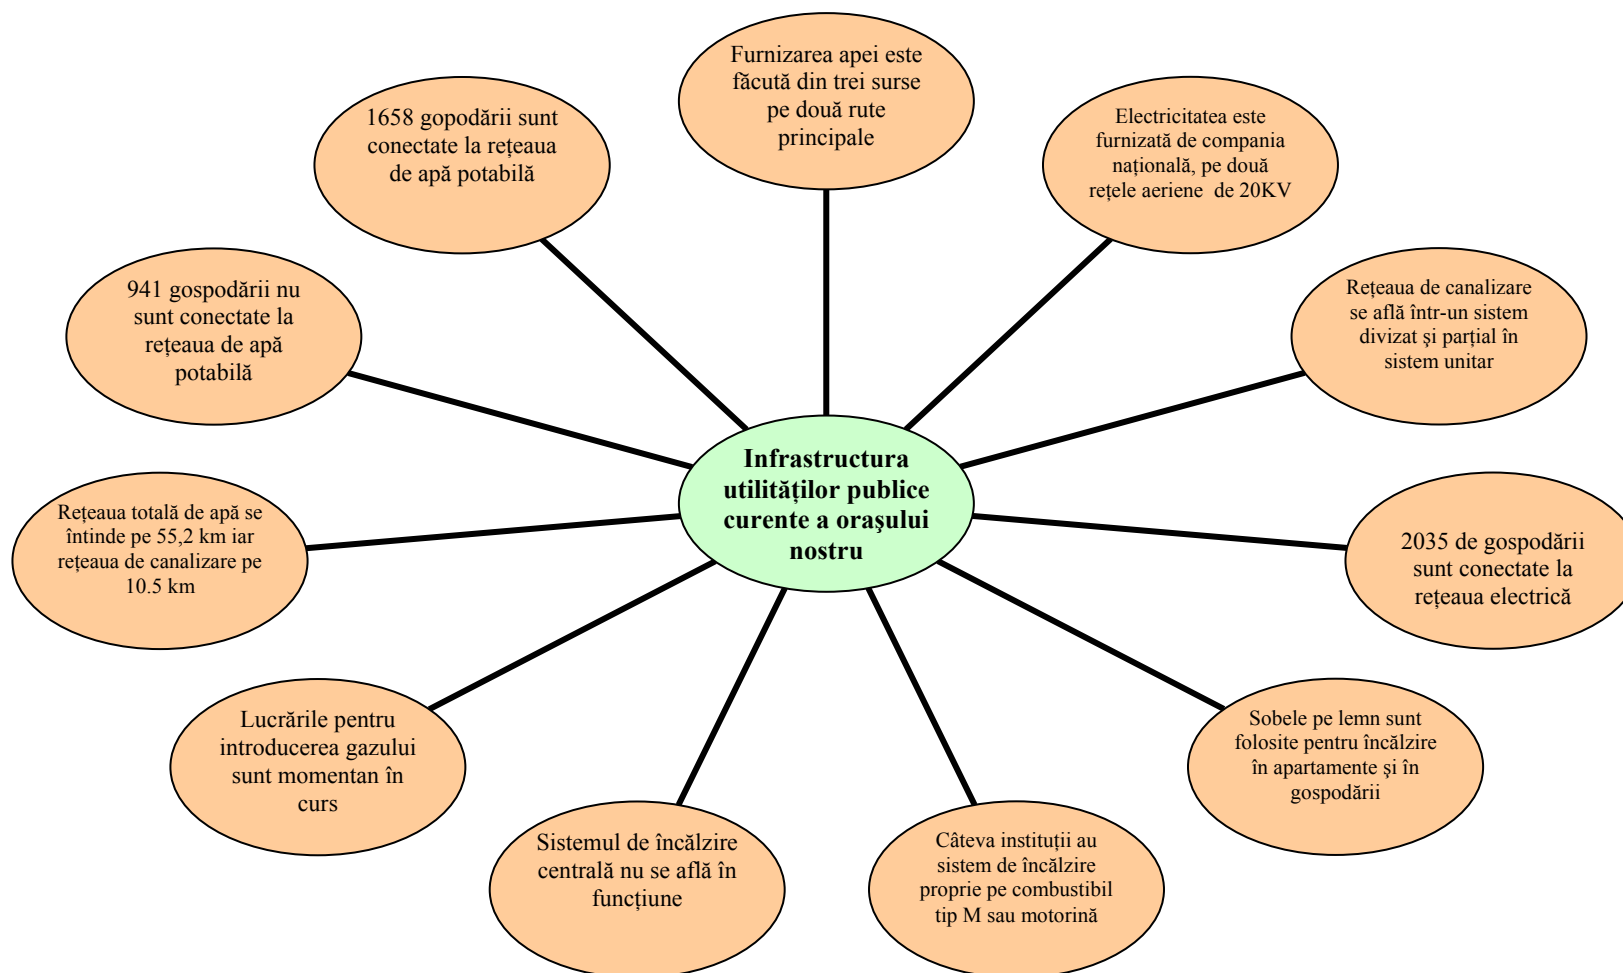 Furnizarea apei este
făcută din trei surse
pe două rute
principale
Electricitatea este
furnizată de compania
națională, pe două
rețele aeriene  de 20KV
Rețeaua de canalizare
se află într-un sistem
divizat şi parțial în
sistem unitar
2035 de gospodării
sunt conectate la
rețeaua electrică
Sobele pe lemn sunt
folosite pentru încălzire
în apartamente şi în
gospodării
Câteva instituții au
sistem de încălzire
proprie pe combustibil
tip M sau motorină
Sistemul de încălzire
centrală nu se află în
funcțiune
Lucrările pentru
introducerea gazului
sunt momentan în
curs
Rețeaua totală de apă se
întinde pe 55,2 km iar
rețeaua de canalizare pe
10.5 km
941 gospodării nu
sunt conectate la
rețeaua de apă
potabilă
1658 gopodării sunt
conectate la rețeaua
de apă potabilă
Infrastructura
utilităților publice
curente a oraşului
nostru